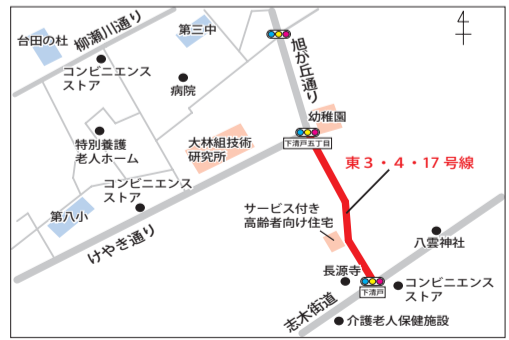 台田の杜
柳瀬川通り
第三中
旭が丘通り
4
コンビニエンス
ストア
病院
幼稚園
特別養護
老人ホーム
大林組技術
研究所
下清戸五丁目
東3・4・17号線
コンビニエンス
ストア
第八小
けやき通り
サービス付き
高齢者向け住宅
八雲神社
長源寺
下清戸
コンビニエンス
ストア
志木街道
介護老人保健施設